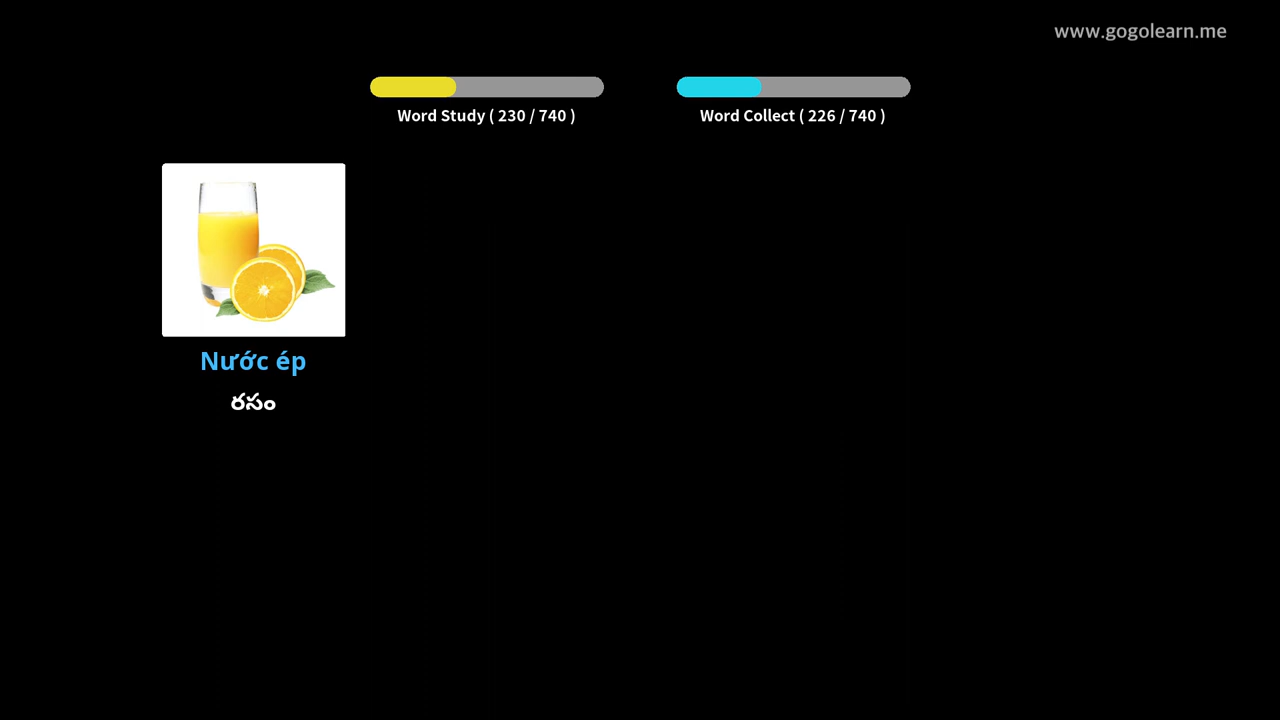 www.gogolearn.me
Word Study ( 230 / 740 )
Word Collect ( 226 / 740 )
Nước ép
రసం